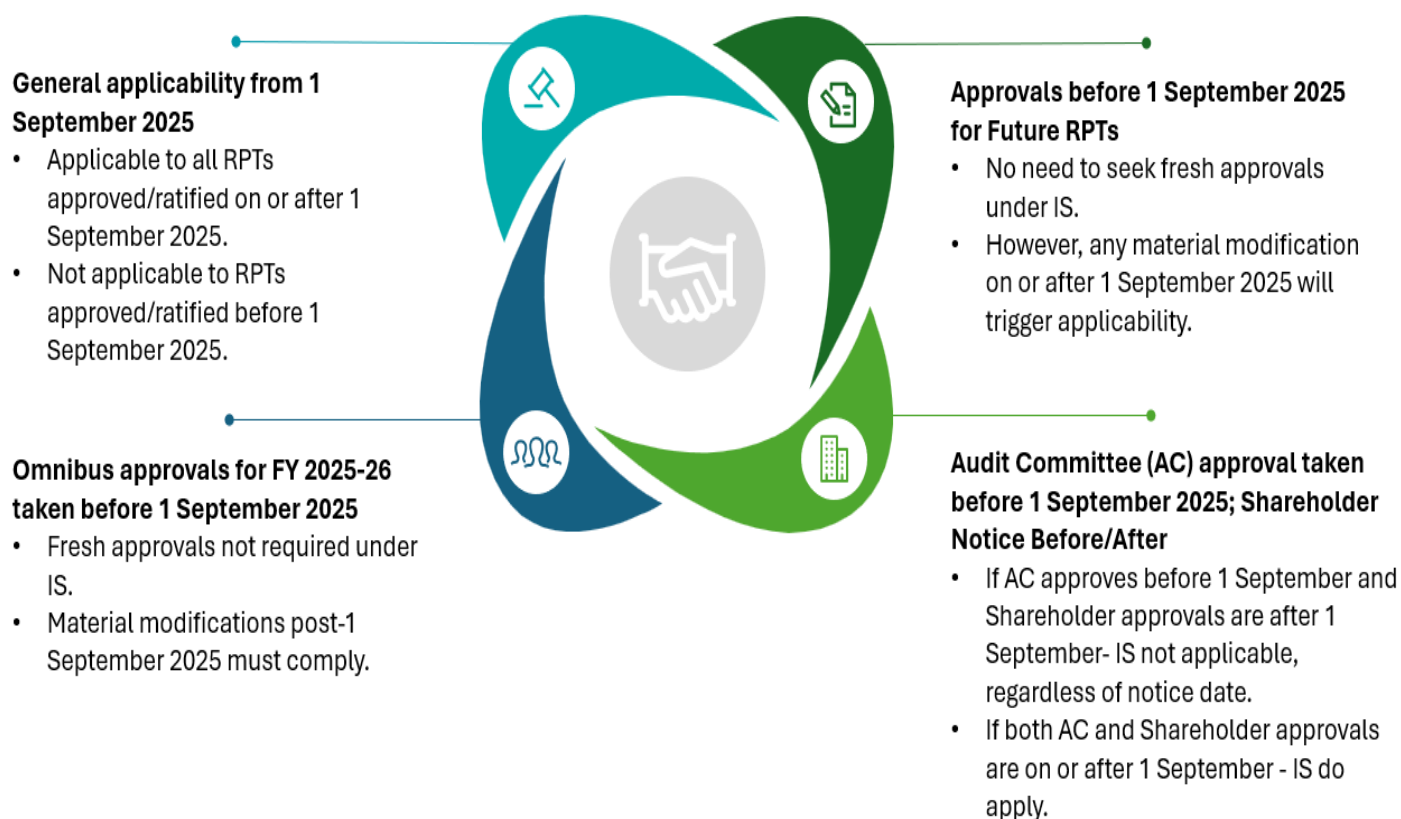 General applicability from 1
September 2025
• Applicable to all RPTs
approved/ratified on or after 1
September 2025.
• Not applicable to RPTs
approved/ratified before 1
September 2025.
Approvals before 1 September 2025
for Future RPTs
• No need to seek fresh approvals
under IS.
• However, any material modification
on or after 1 September 2025 will
trigger applicability.
Omnibus approvals for FY 2025-26
taken before 1 September 2025
• Fresh approvals not required under
IS.
• Material modifications post-1
September 2025 must comply.
Audit Committee (AC) approval taken
before 1 September 2025; Shareholder
Notice Before/After
• If AC approves before 1 September and
Shareholder approvals are after 1
September- IS not applicable,
regardless of notice date.
• If both AC and Shareholder approvals
are on or after 1 September - IS do
apply.